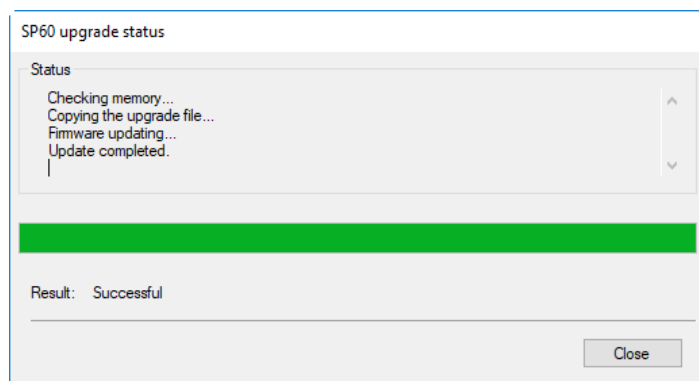 SP60 upgrade status
Status
Checking memory...
Copying the upgrade file...
Firmware updating...
Update completed.
Result: Successful
Close